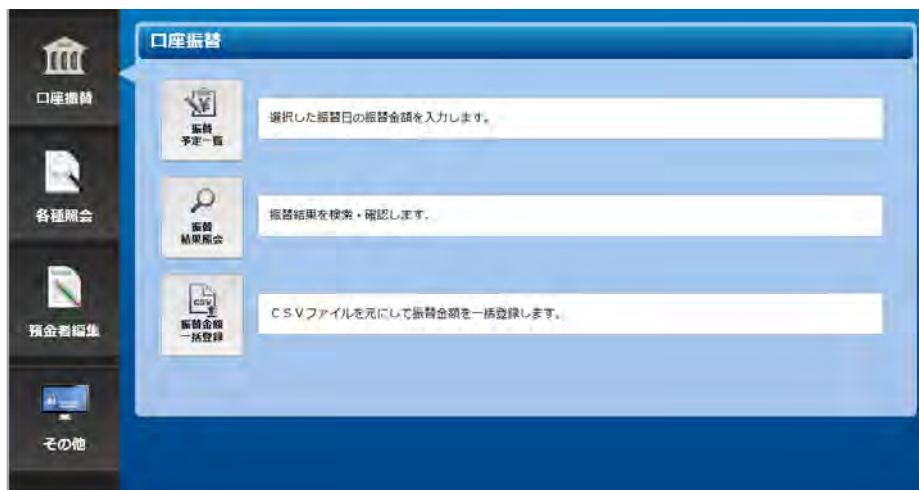 口座振替
口座振替
各種照会
預金者編集
その他
振替
予定一覧
選択した振替日の振替金額を入力します。
振替
結果照会
振替結果を検索・確認します。
CSV
振替金額
一括登録
ＣＳＶファイルを元にして振替金額を一括登録します。